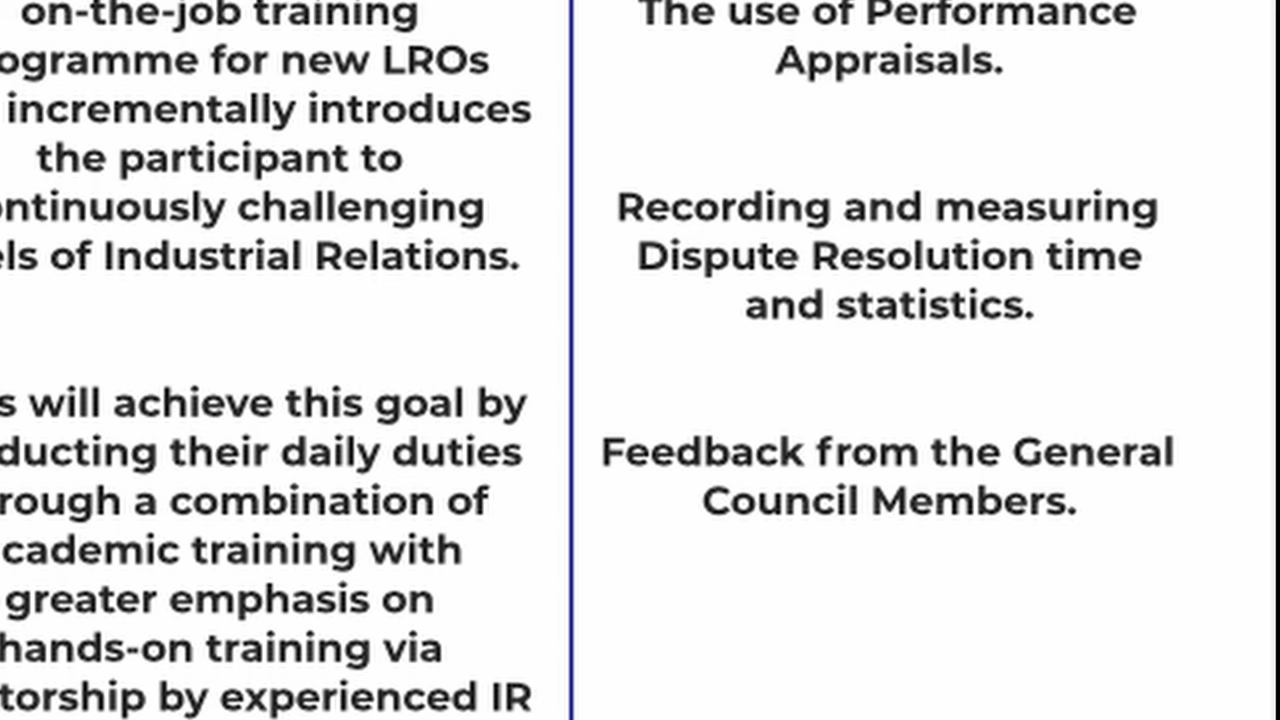 on-the-job training
ogramme for new LROs
incrementally introduces
the participant to
ntinuously challenging
ls of Industrial Relations.
s will achieve this goal by
ducting their daily duties
rough a combination of
cademic training with
greater emphasis on
hands-on training via
torship by experienced IR
The use of Performance
Appraisals.
Recording and measuring
Dispute Resolution time
and statistics.
Feedback from the General
Council Members.